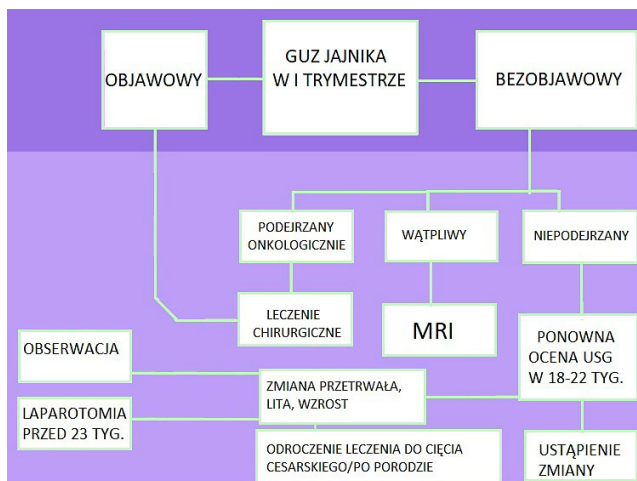 OBJAWOWY
GUZ JAJNIKA
W I TRYMESTRZE
BEZOBJAWOWY
PODEJRZANY
ONKOLOGICZNIE
WĄTPLIWY
NIEPODEJRZANY
LECZENIE
CHIRURGICZNE
MRI
PONOWNA
OCENA USG
W 18-22 TYG.
OBSERWACJA
ZMIANA PRZETRWAŁA,
LITA, WZROST
LAPAROTOMIA
PRZED 23 TYG.
ODROCZENIE LECZENIA DO CIĘCIA
CESARSKIEGO/PO PORODZIE
USTĄPIENIE
ZMIANY